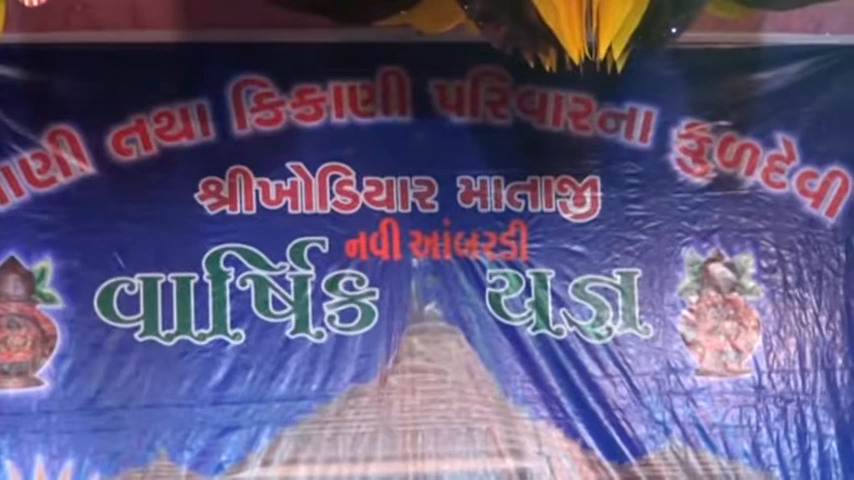 તથા કિકાણી પરિવારના કુળદેવી
શ્રી ખોડિયાર માતાજી
નવી આંબરડી
વાર્ષિક યજ્ઞ